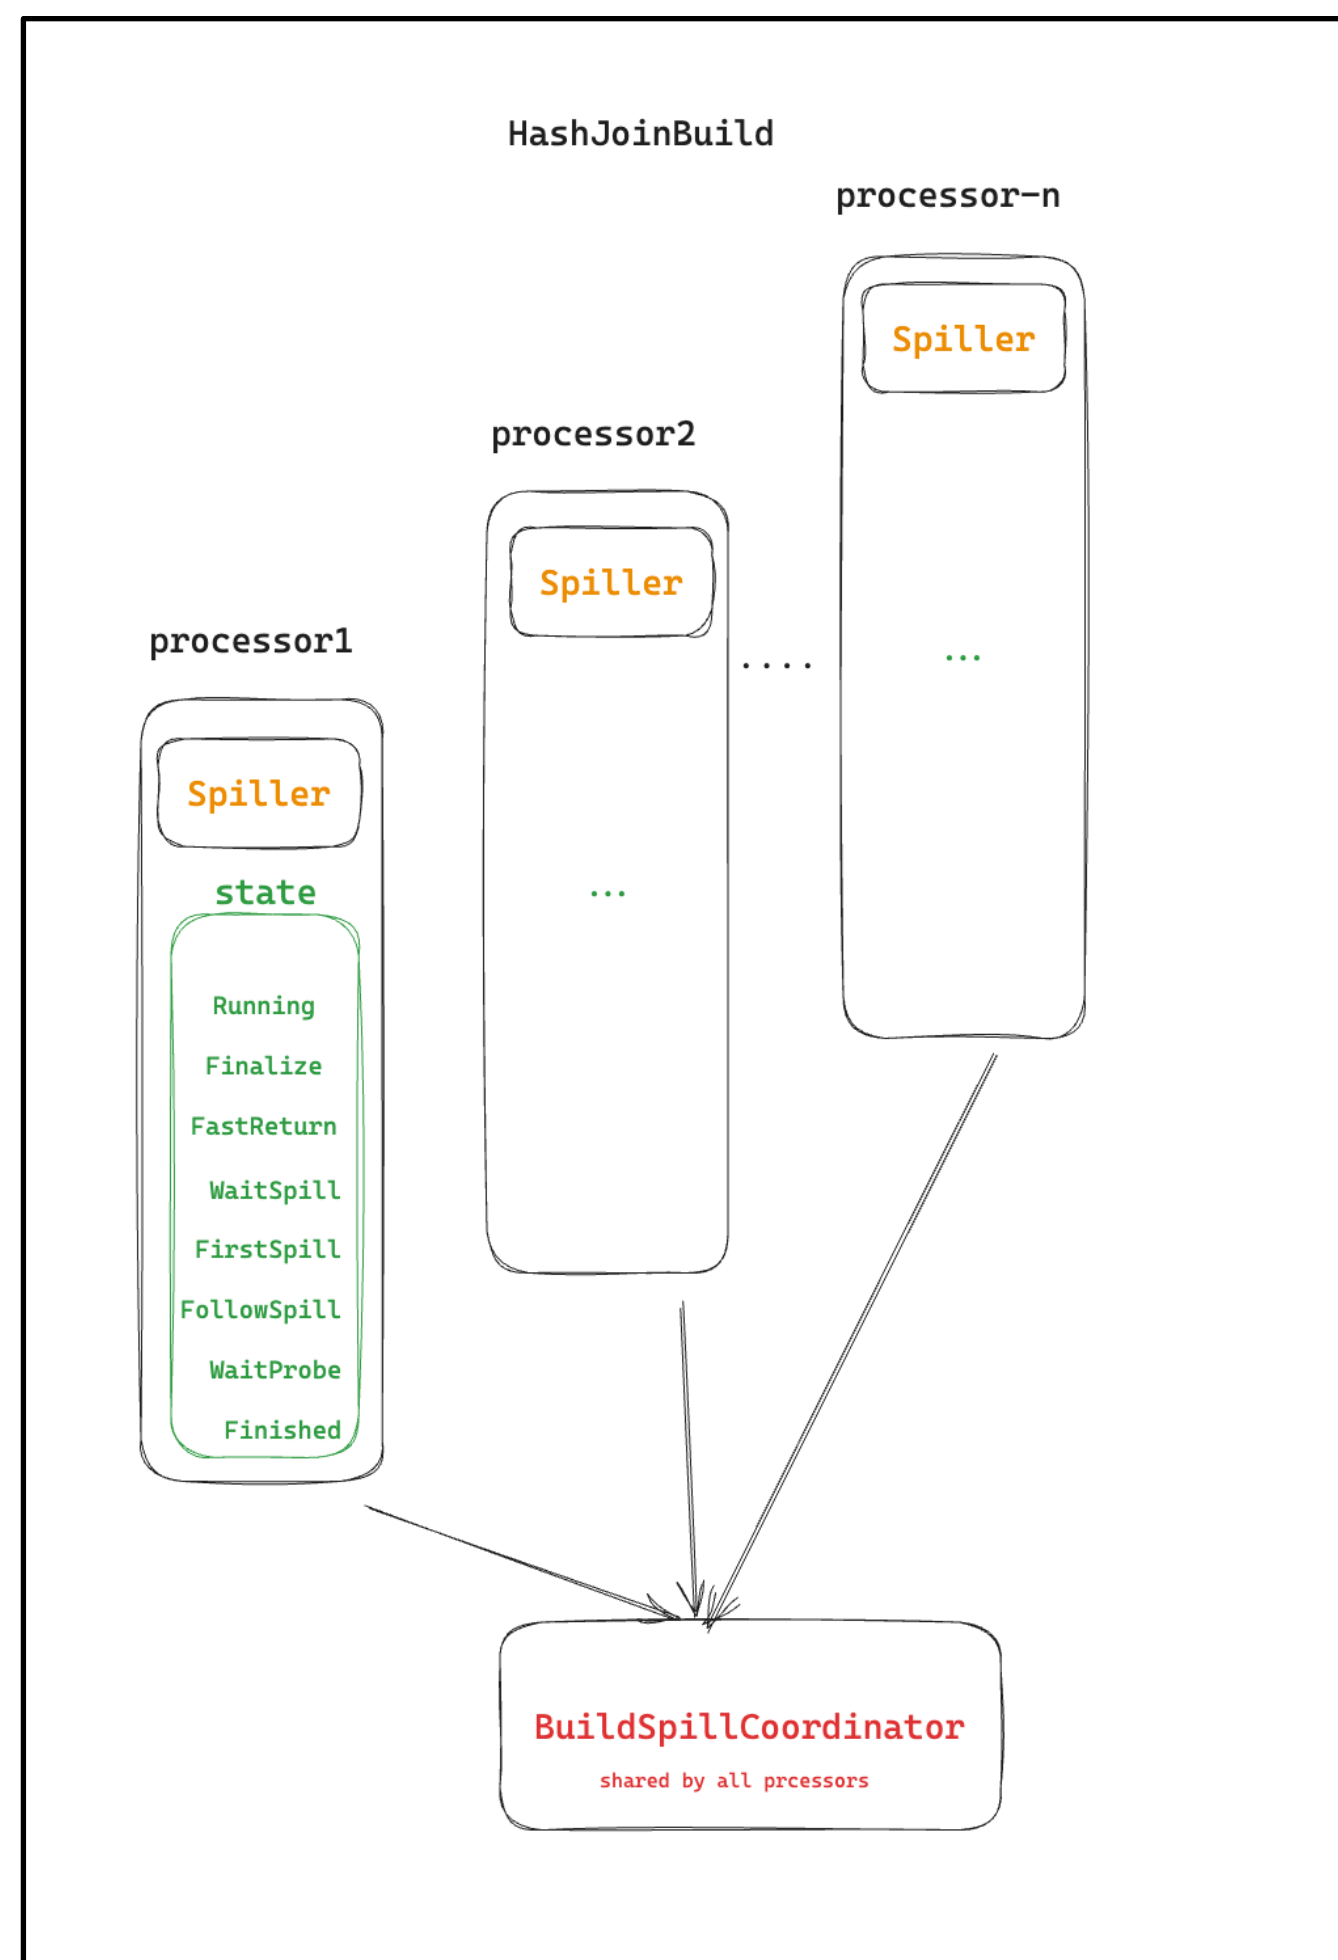 HashJoinBuild
processor-n
Spiller
processor2
Spiller
....
...
processor1
Spiller
...
state
Running
Finalize
FastReturn
WaitSpill
FirstSpill
FollowSpill
WaitProbe
Finished
BuildSpillCoordinator
shared by all prcessors